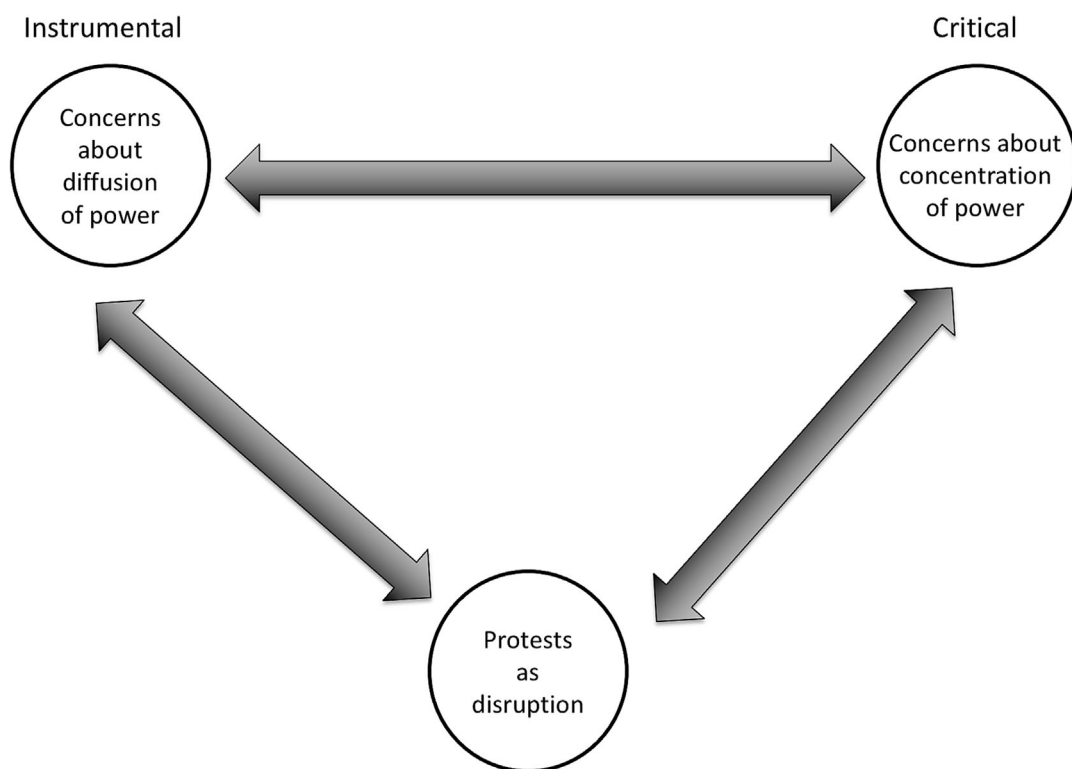 Instrumental
Critical
Concerns
about
diffusion
of power
Concerns about
concentration
of power
Protests
as
disruption